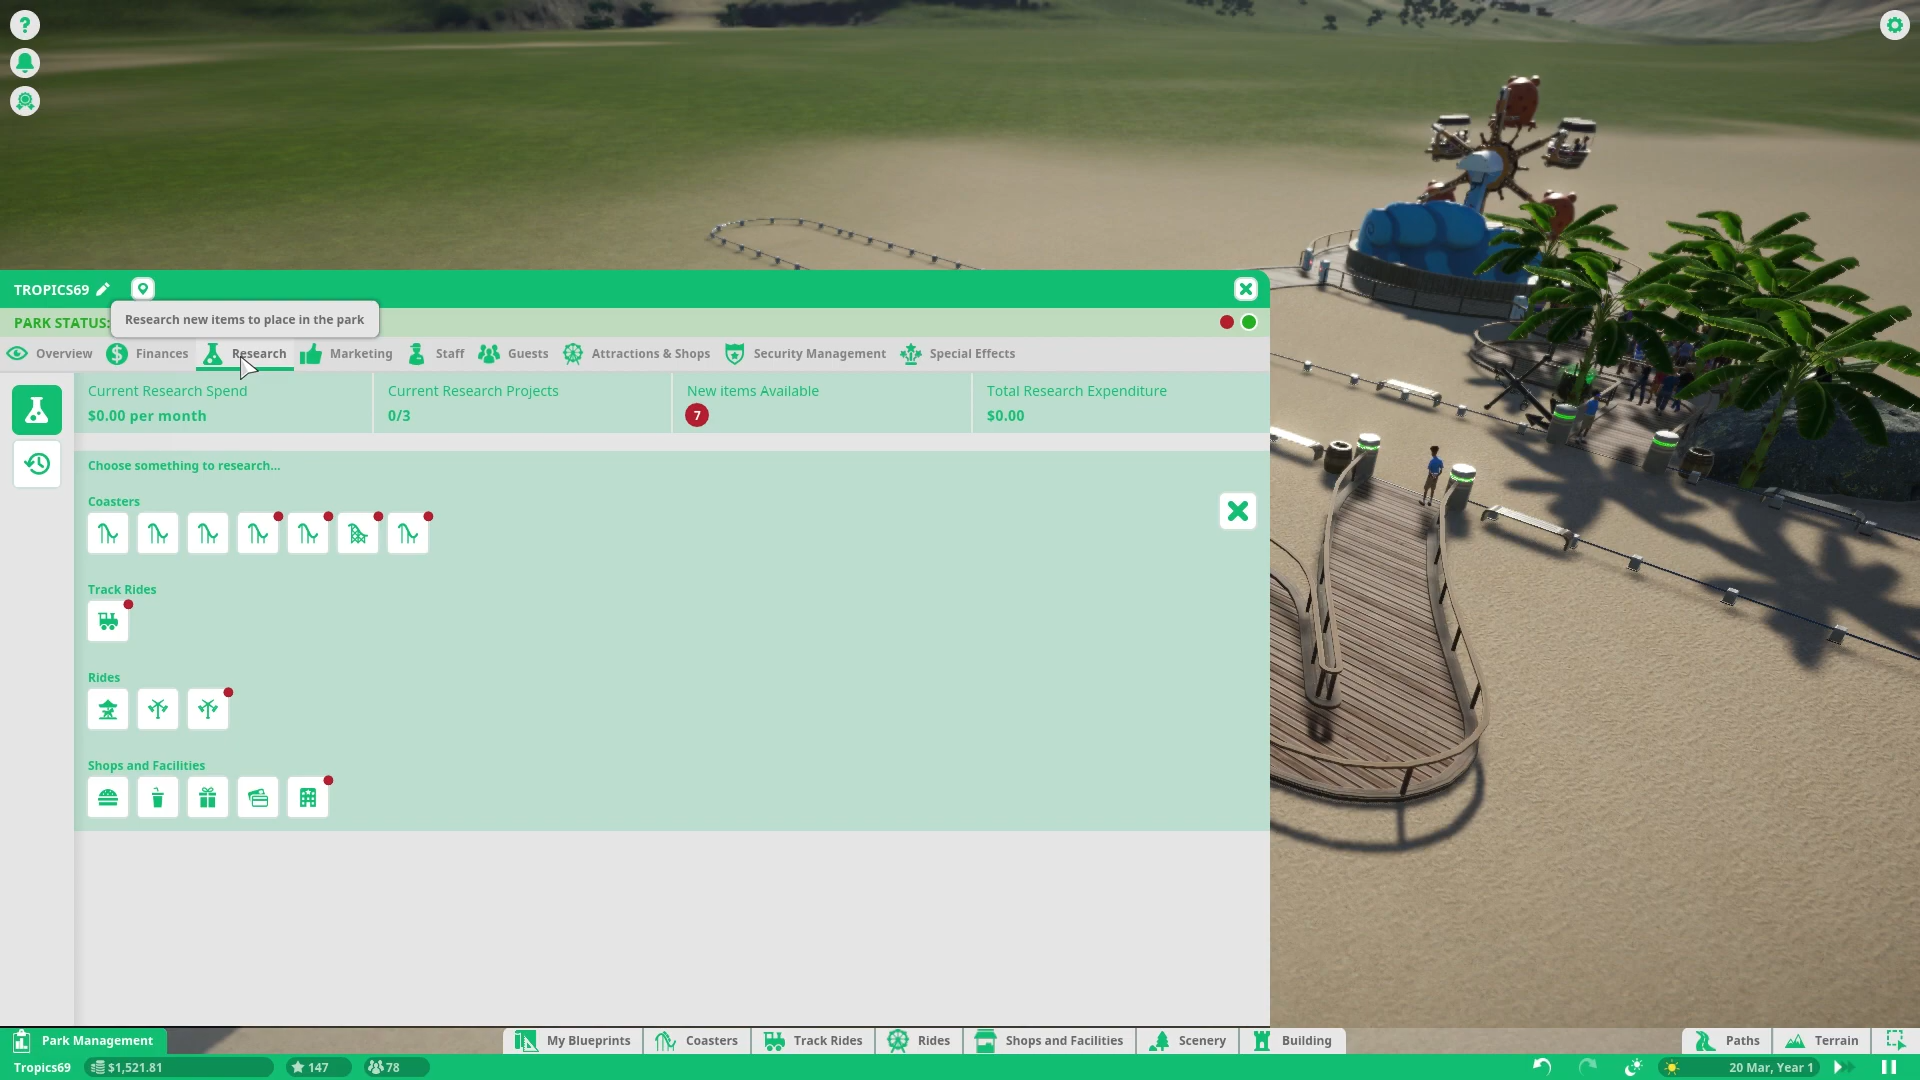 TROPICS69
PARK STATUS:
Research new items to place in the park
Overview
Finances
Research
Marketing
Staff
Guests
Attractions & Shops
Security Management
Special Effects
Current Research Spend
$0.00 per month
Current Research Projects
0/3
New items Available
7
Total Research Expenditure
$0.00
Choose something to research...
Coasters
Track Rides
Rides
Shops and Facilities
Park Management
My Blueprints
Coasters
Track Rides
Rides
Shops and Facilities
Scenery
Building
Paths
Terrain
Tropics69
$1,521.81
147
78
20 Mar, Year 1